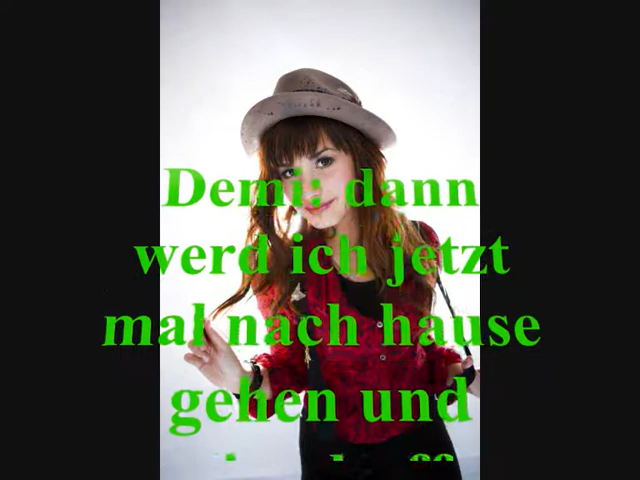 Demi: dann
werd ich jetzt
mal nach hause
gehen und